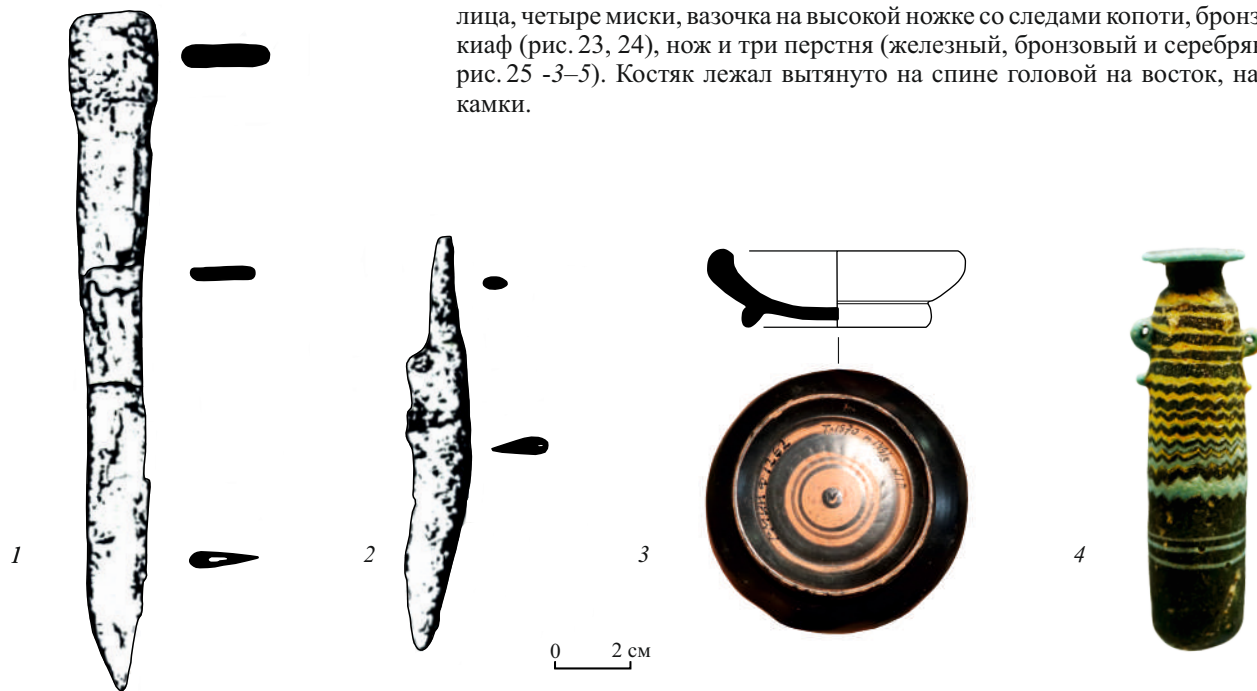 лица, четыре миски, вазочка на высокой ножке со следами копоти, бронз
киаф (рис. 23, 24), нож и три перстня (железный, бронзовый и серебрян
рис. 25 -3–5). Костяк лежал вытянуто на спине головой на восток, на
камки.
1
2
3
4
0 2 см